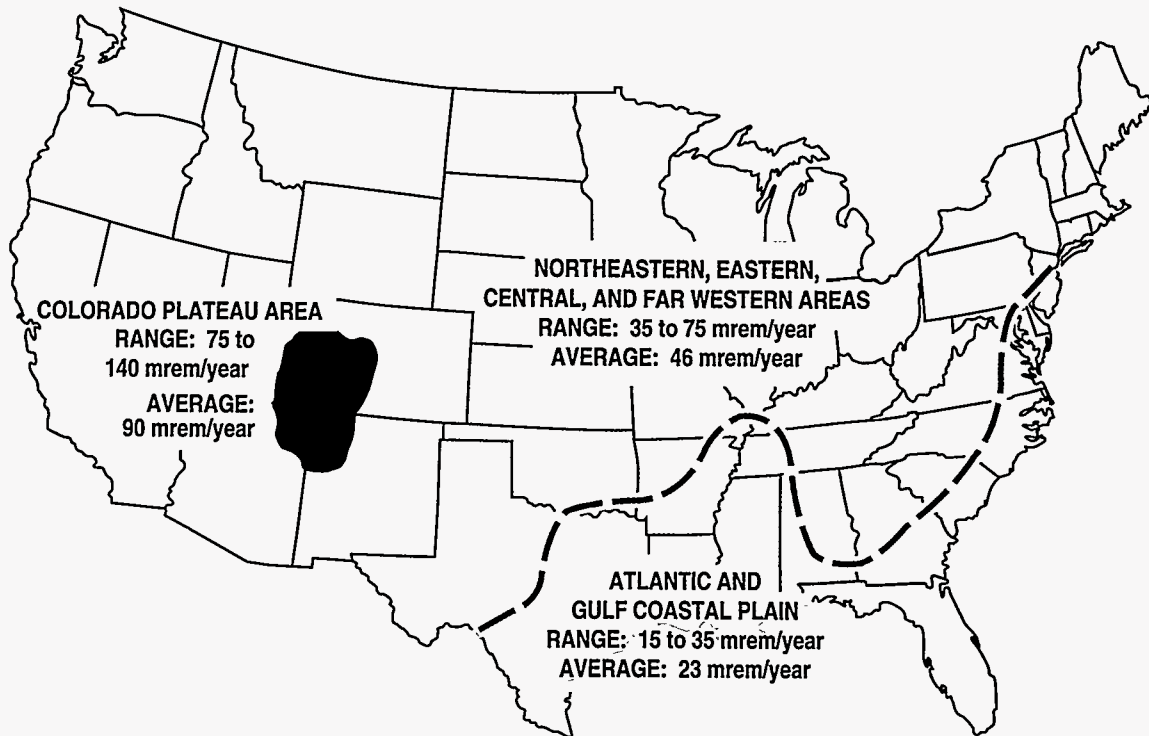 COLORADO PLATEAU AREA
RANGE: 75 to
140 mrem/year
AVERAGE:
90 mrem/year
NORTHEASTERN, EASTERN,
CENTRAL, AND FAR WESTERN AREAS
RANGE: 35 to 75 mrem/year
AVERAGE: 46 mrem/year
ATLANTIC AND
GULF COASTAL PLAIN
RANGE: 15 to 35 mrem/year
AVERAGE: 23 mrem/year